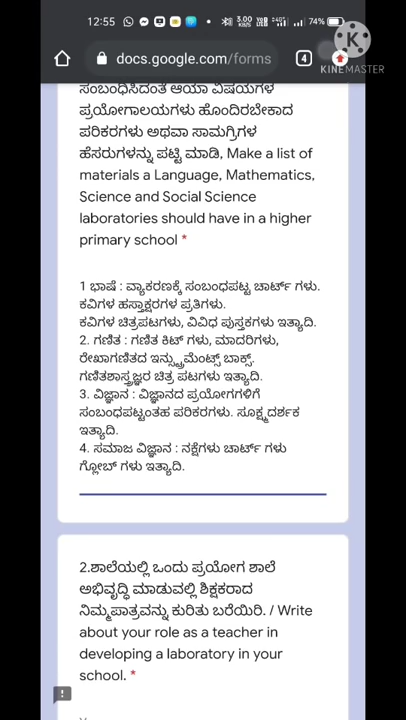 12:55
3.00 KB/S
74%
docs.google.com/forms
4
KINEMASTER
ಸಂಬಂಧಿಸಿದಂತೆ ಆಯಾ ವಿಷಯಗಳ
ಪ್ರಯೋಗಾಲಯಗಳು ಹೊಂದಿರಬೇಕಾದ
ಪರಿಕರಗಳು ಅಥವಾ ಸಾಮಗ್ರಿಗಳ
ಹೆಸರುಗಳನ್ನು ಪಟ್ಟಿ ಮಾಡಿ, Make a list of
materials a Language, Mathematics,
Science and Social Science
laboratories should have in a higher
primary school *
1 ಭಾಷೆ : ವ್ಯಾಕರಣಕ್ಕೆ ಸಂಬಂಧಪಟ್ಟ ಚಾರ್ಟ್ ಗಳು.
ಕವಿಗಳ ಹಸ್ತಾಕ್ಷರಗಳ ಪ್ರತಿಗಳು.
ಕವಿಗಳ ಚಿತ್ರಪಟಗಳು, ವಿವಿಧ ಪುಸ್ತಕಗಳು ಇತ್ಯಾದಿ.
2. ಗಣಿತ : ಗಣಿತ ಕಿಟ್ ಗಳು, ಮಾದರಿಗಳು,
ರೇಖಾಗಣಿತದ ಇನ್ಸ್ಟ್ರುಮೆಂಟ್ಸ್ ಬಾಕ್ಸ್.
ಗಣಿತಶಾಸ್ತ್ರಜ್ಞರ ಚಿತ್ರ ಪಟಗಳು ಇತ್ಯಾದಿ.
3. ವಿಜ್ಞಾನ : ವಿಜ್ಞಾನದ ಪ್ರಯೋಗಗಳಿಗೆ
ಸಂಬಂಧಪಟ್ಟಂತಹ ಪರಿಕರಗಳು. ಸೂಕ್ಷ್ಮದರ್ಶಕ
ಇತ್ಯಾದಿ.
4. ಸಮಾಜ ವಿಜ್ಞಾನ : ನಕ್ಷೆಗಳು ಚಾರ್ಟ್ ಗಳು
ಗ್ಲೋಬ್ ಗಳು ಇತ್ಯಾದಿ.
2.ಶಾಲೆಯಲ್ಲಿ ಒಂದು ಪ್ರಯೋಗ ಶಾಲೆ
ಅಭಿವೃದ್ಧಿ ಮಾಡುವಲ್ಲಿ ಶಿಕ್ಷಕರಾದ
ನಿಮ್ಮಪಾತ್ರವನ್ನು ಕುರಿತು ಬರೆಯಿರಿ. / Write
about your role as a teacher in
developing a laboratory in your
school. *